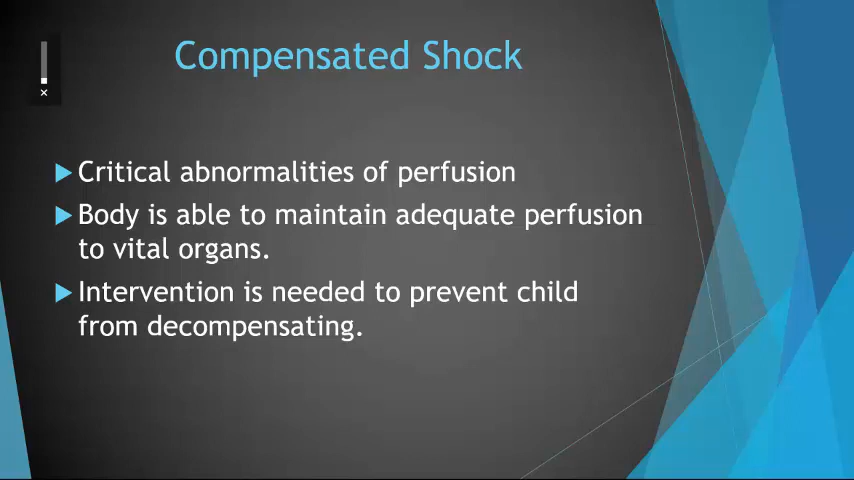 Compensated Shock
Critical abnormalities of perfusion
Body is able to maintain adequate perfusion
to vital organs.
Intervention is needed to prevent child
from decompensating.